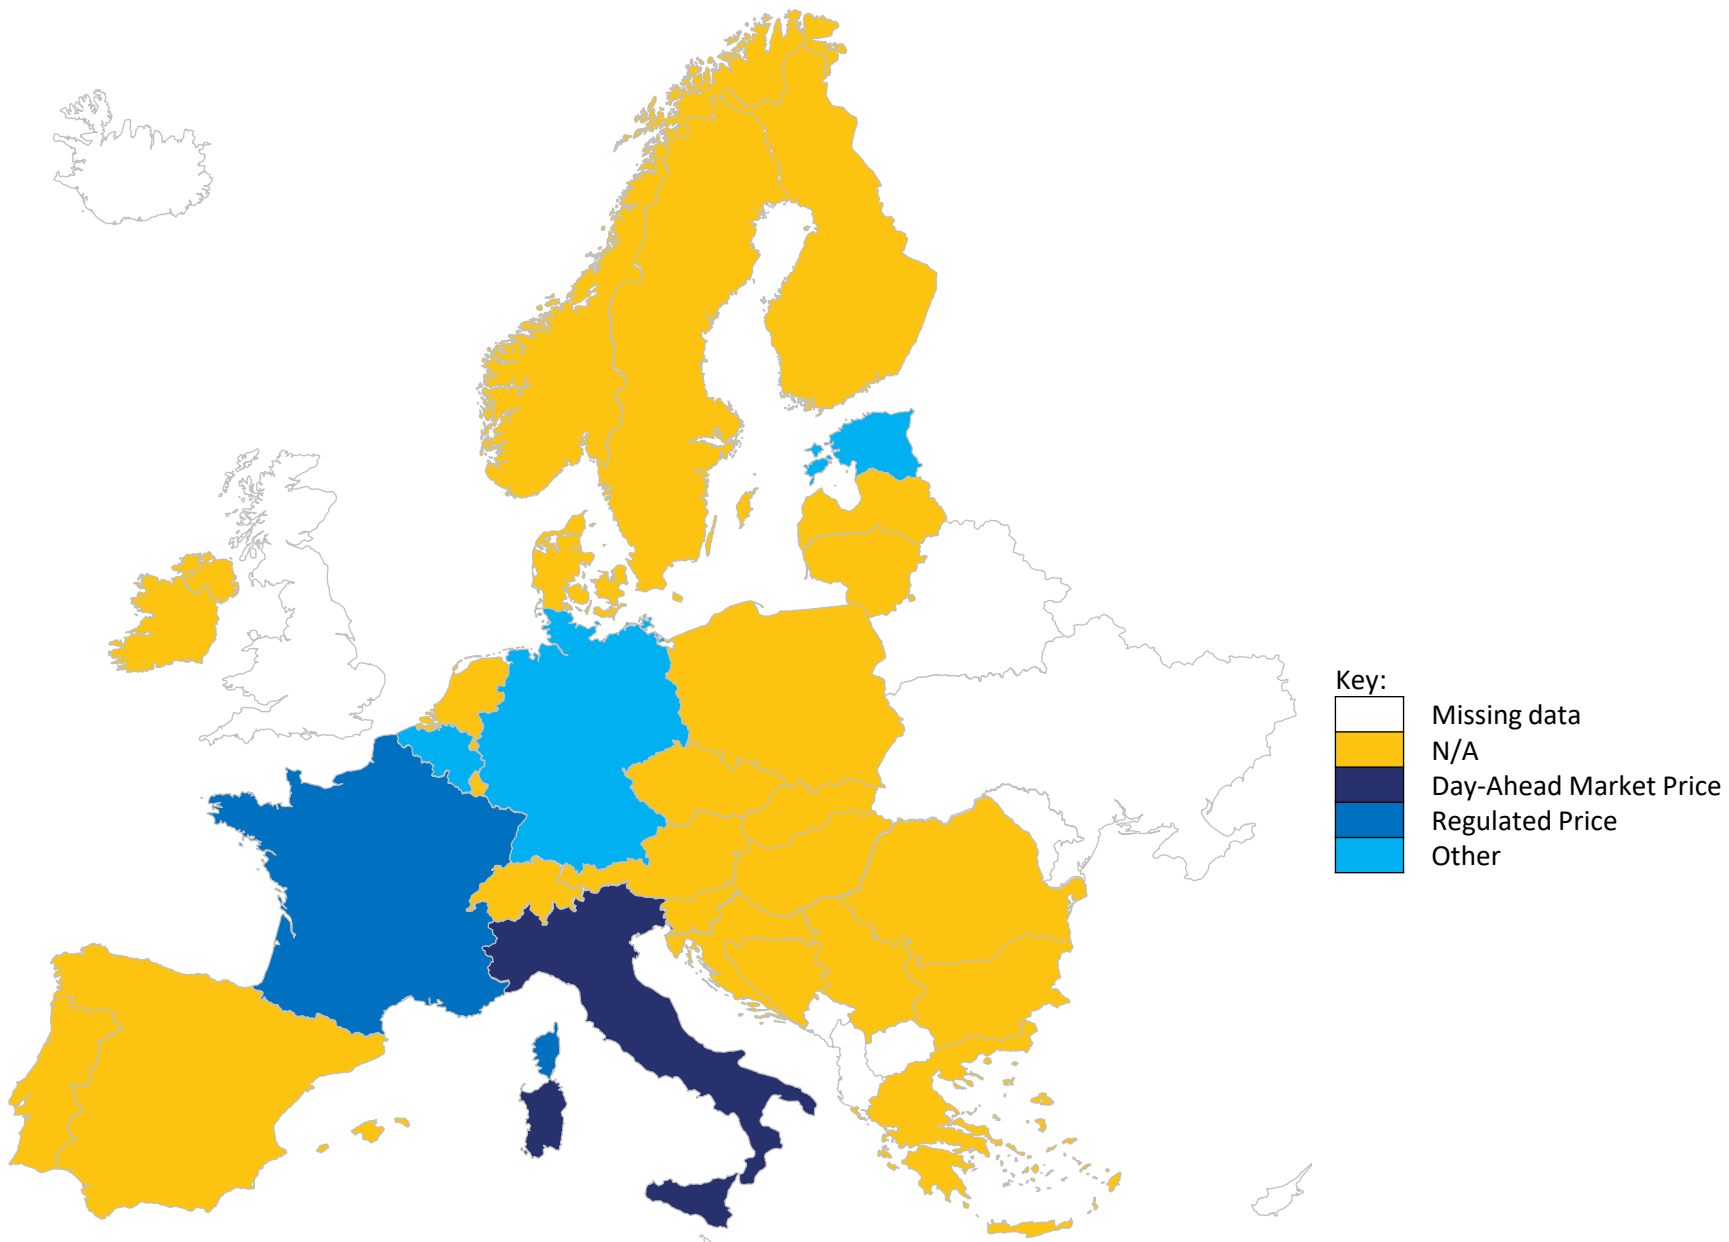 Key:
Missing data
N/A
Day-Ahead Market Price
Regulated Price
Other